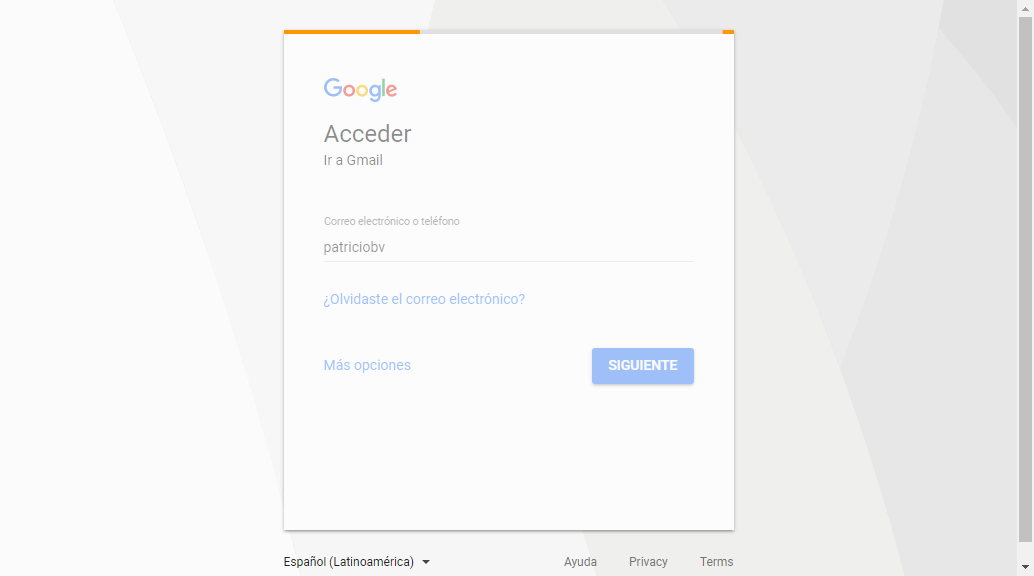 Google
Acceder
Ir a Gmail
Correo electrónico o teléfono
patriciobv
¿Olvidaste el correo electrónico?
Más opciones
SIGUIENTE
Español (Latinoamérica)
Ayuda
Privacy
Terms